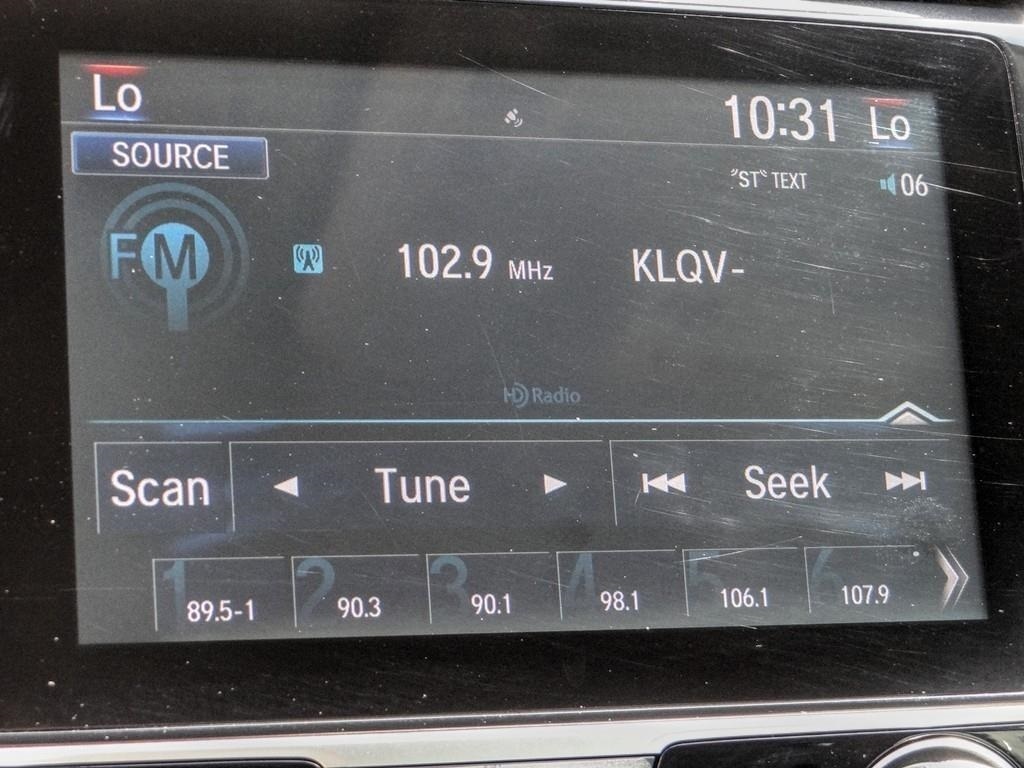 Lo 10:31 Lo
SOURCE
"ST" TEXT 06
FM 102.9 MHz KLQV-
HD Radio
Scan Tune Seek
1 2 3 4 5 6
89.5-1 90.3 90.1 98.1 106.1 107.9